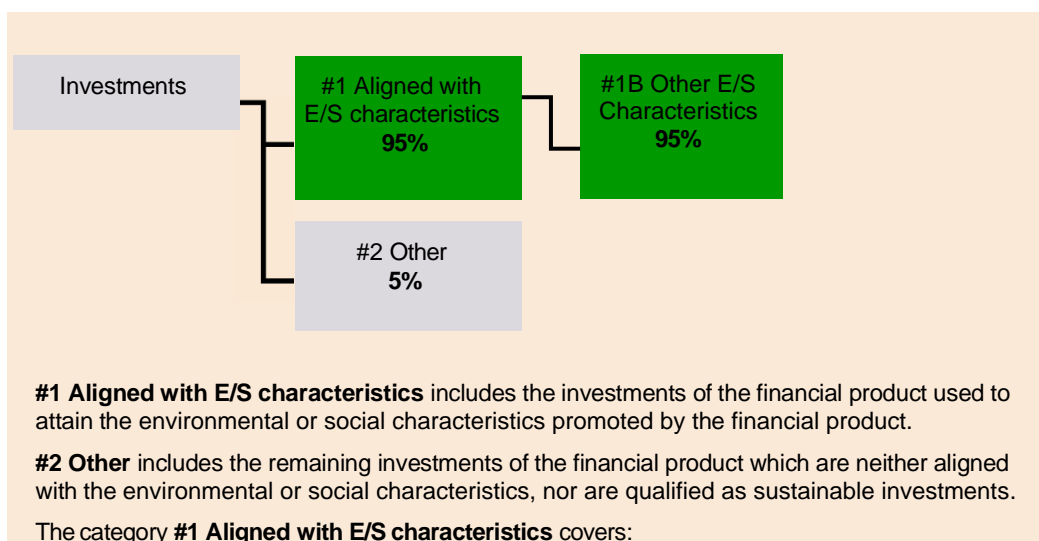 Investments
#1 Aligned with
E/S characteristics
95%
#1B Other E/S
Characteristics
95%
#2 Other
5%
#1 Aligned with E/S characteristics includes the investments of the financial product used to
attain the environmental or social characteristics promoted by the financial product.
#2 Other includes the remaining investments of the financial product which are neither aligned
with the environmental or social characteristics, nor are qualified as sustainable investments.
The category #1 Aligned with E/S characteristics covers: